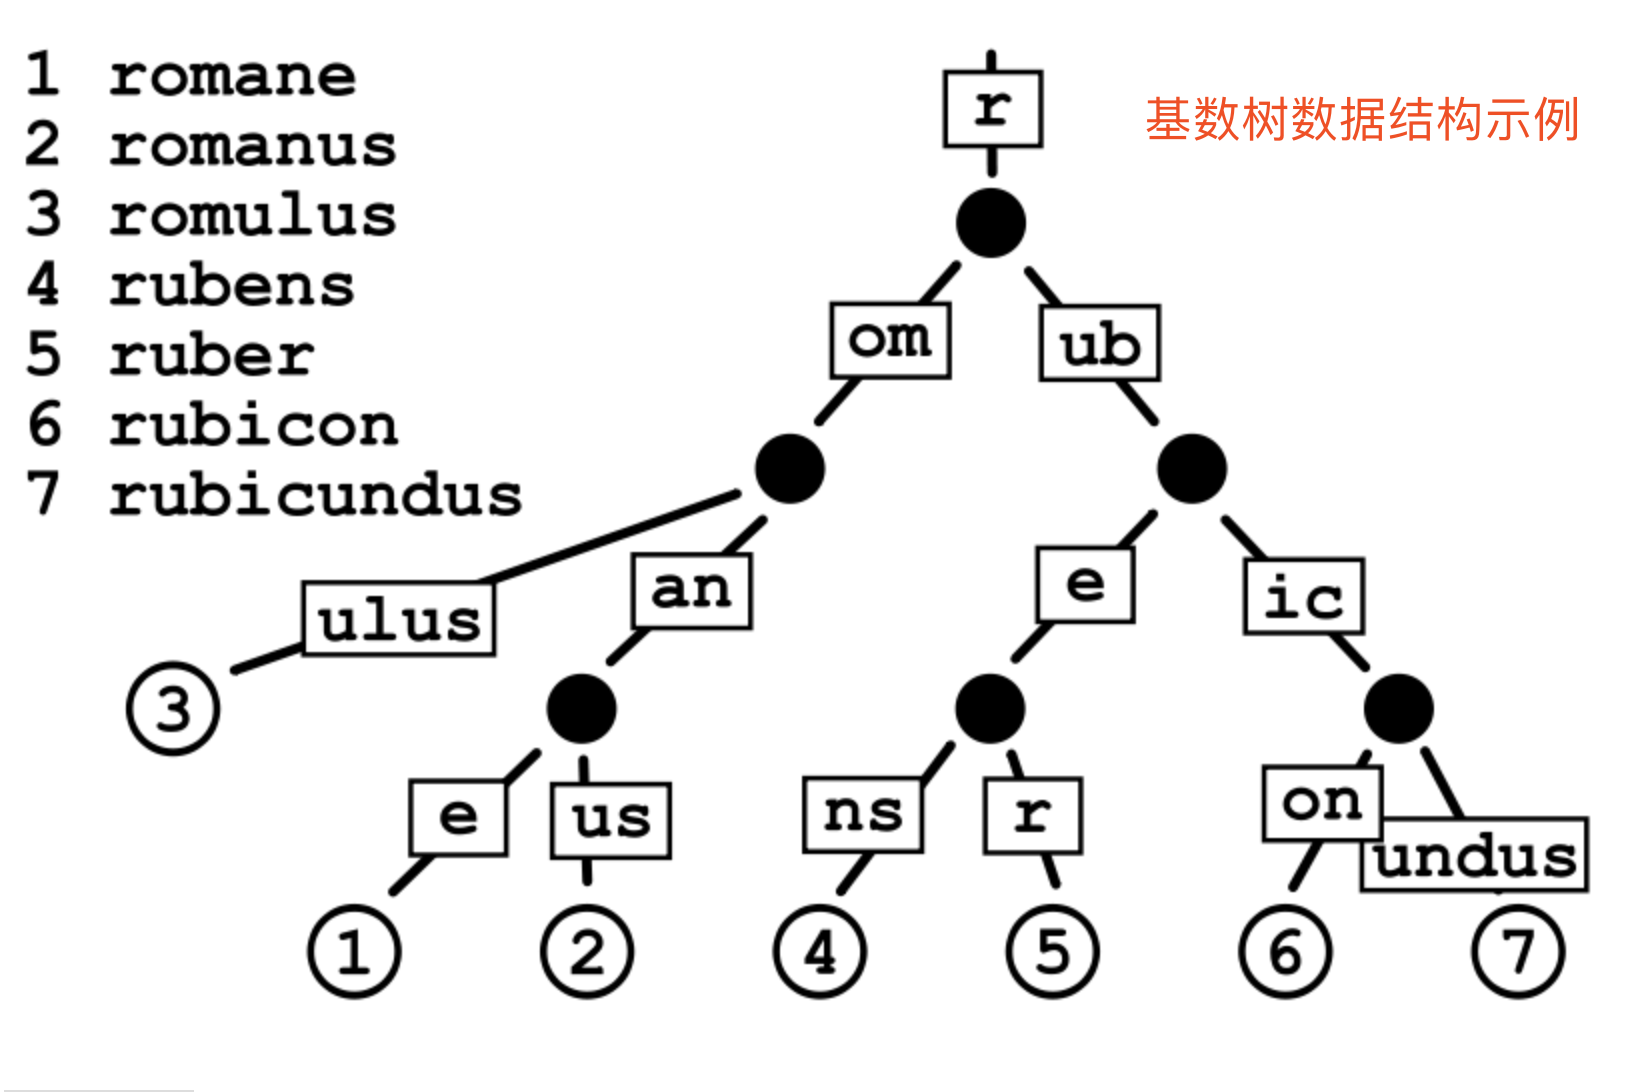 1 romane
2 romanus
3 romulus
4 rubens
5 ruber
6 rubicon
7 rubicundus
r
基数树数据结构示例
om
ub
ulus
an
e
ic
3
e
us
ns
r
on
undus
1
2
4
5
6
7